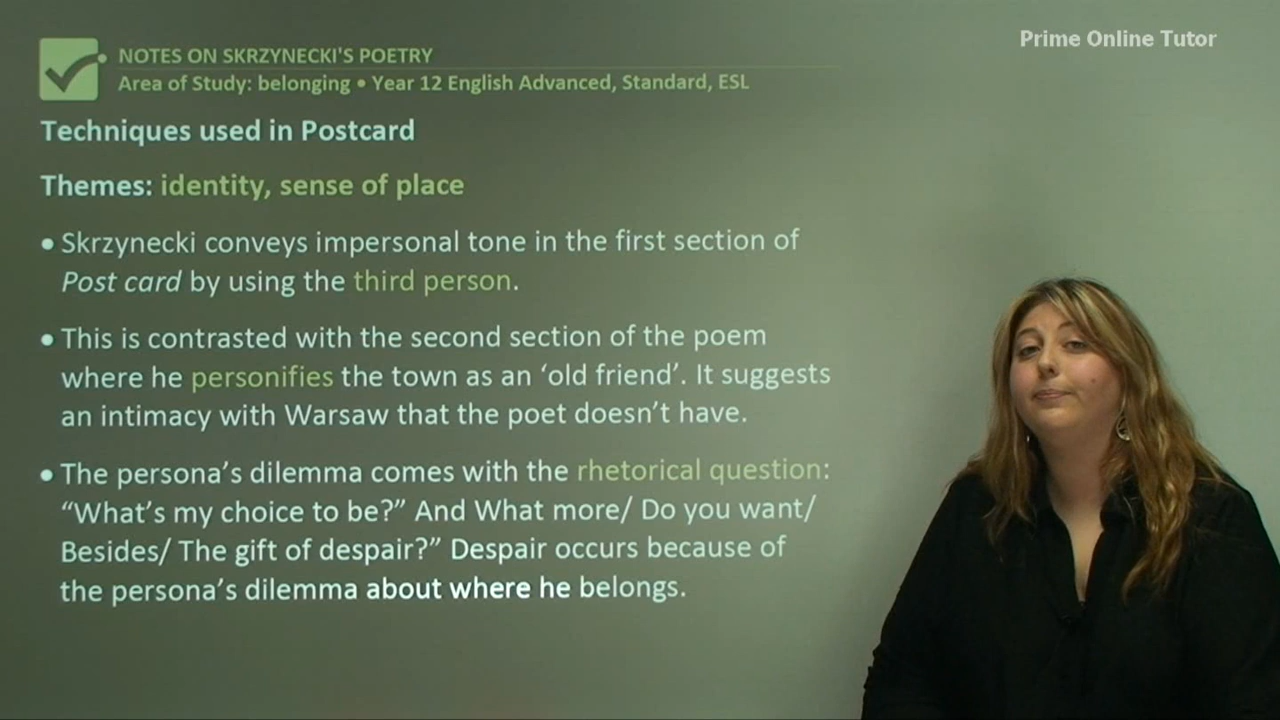 Prime Online Tutor
NOTES ON SKRZYNECKI'S POETRY
Area of Study: belonging • Year 12 English Advanced, Standard, ESL
Techniques used in Postcard
Themes: identity, sense of place
• Skrzynecki conveys impersonal tone in the first section of
Post card by using the third person.
• This is contrasted with the second section of the poem
where he personifies the town as an ‘old friend’. It suggests
an intimacy with Warsaw that the poet doesn’t have.
• The persona’s dilemma comes with the rhetorical question:
“What’s my choice to be?” And What more/ Do you want/
Besides/ The gift of despair?” Despair occurs because of
the persona’s dilemma about where he belongs.